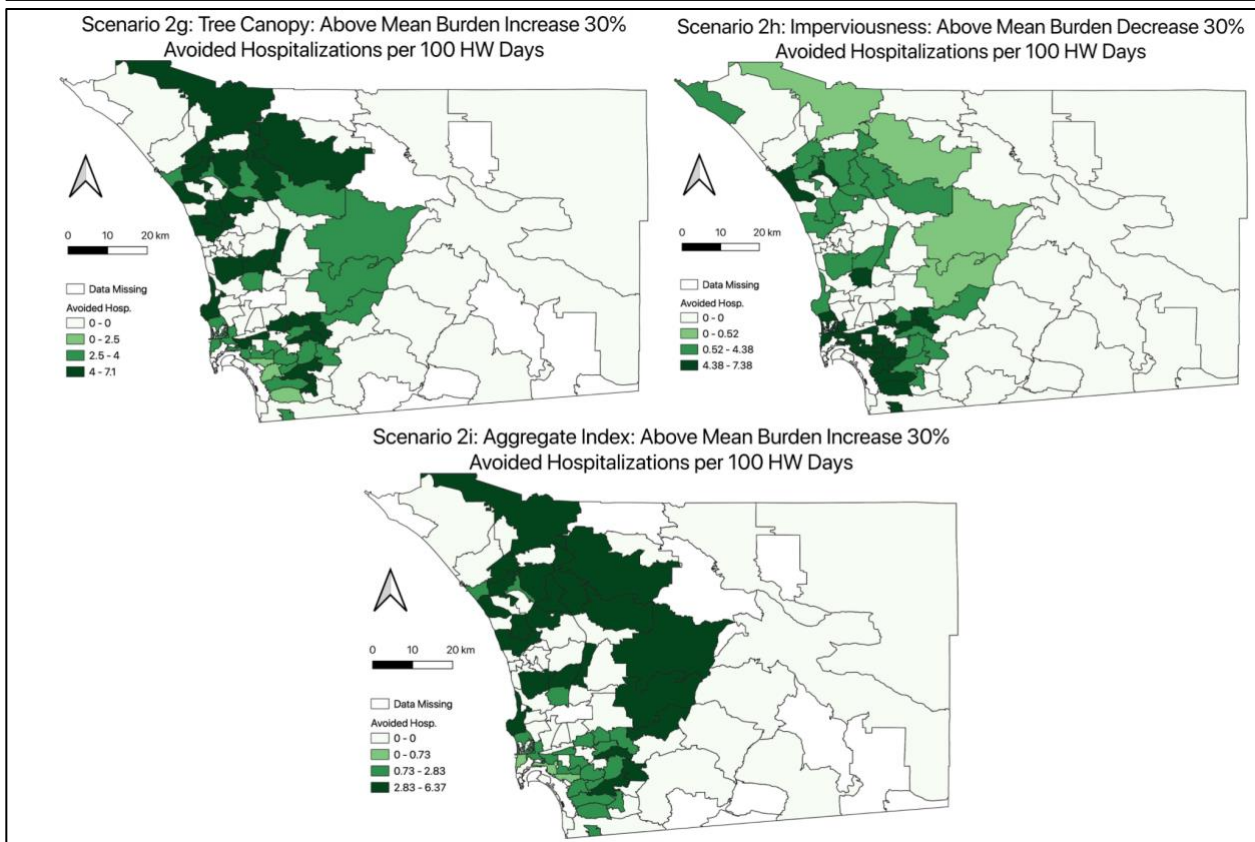 Scenario 2g: Tree Canopy: Above Mean Burden Increase 30%
Avoided Hospitalizations per 100 HW Days
0 10 20 km
Data Missing
Avoided Hosp.
0 - 0
0 - 2.5
2.5 - 4
4 - 7.1
Scenario 2h: Imperviousness: Above Mean Burden Decrease 30%
Avoided Hospitalizations per 100 HW Days
0 10 20 km
Data Missing
Avoided Hosp.
0 - 0
0 - 0.52
0.52 - 4.38
4.38 - 7.38
Scenario 2i: Aggregate Index: Above Mean Burden Increase 30%
Avoided Hospitalizations per 100 HW Days
0 10 20 km
Data Missing
Avoided Hosp.
0 - 0
0 - 0.73
0.73 - 2.83
2.83 - 6.37